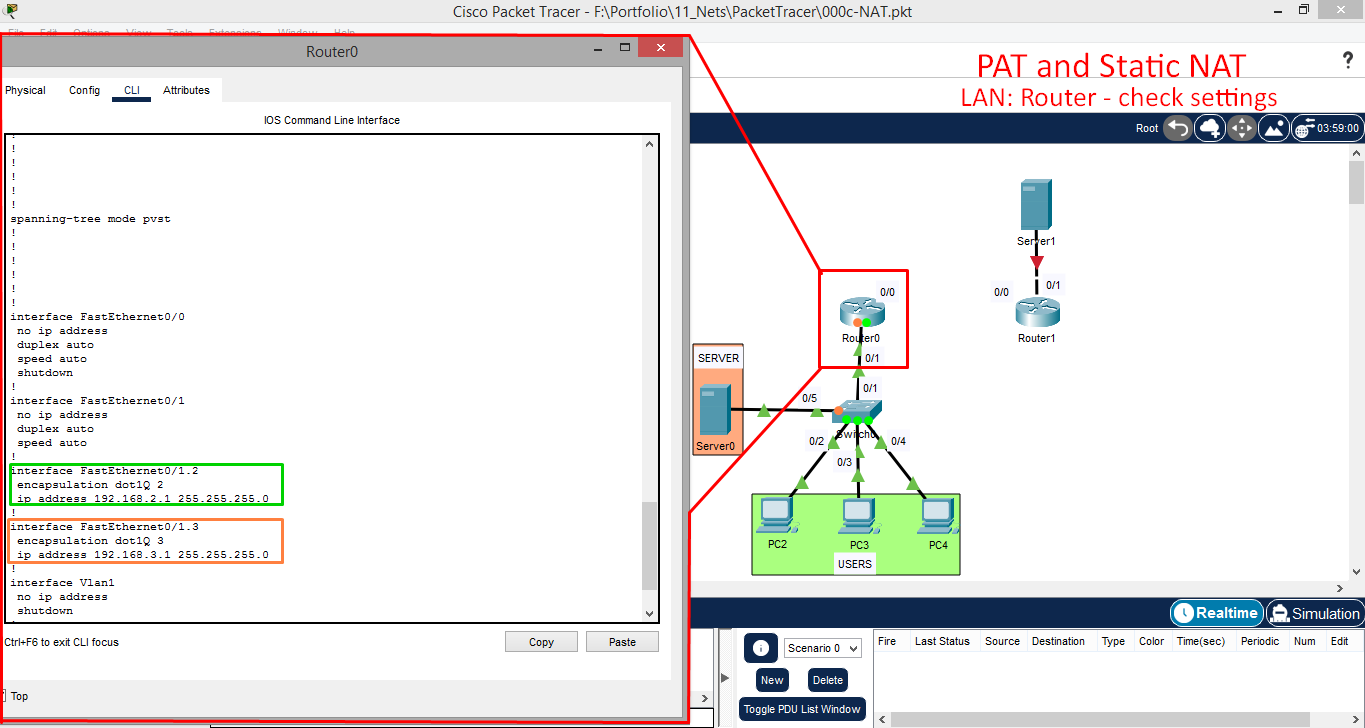 Cisco Packet Tracer - F:\Portfolio\11_Nets\PacketTracer\000c-NAT.pkt
File Edit Options View Tools Extensions Window Help
Router0
PAT and Static NAT
LAN: Router - check settings
?
Physical Config CLI Attributes
IOS Command Line Interface
!
!
!
!
!
!
spanning-tree mode pvst
!
!
!
!
!
!
interface FastEthernet0/0
no ip address
duplex auto
speed auto
shutdown
!
interface FastEthernet0/1
no ip address
duplex auto
speed auto
!
interface FastEthernet0/1.2
encapsulation dot1Q 2
ip address 192.168.2.1 255.255.255.0
!
interface FastEthernet0/1.3
encapsulation dot1Q 3
ip address 192.168.3.1 255.255.255.0
!
interface Vlan1
no ip address
shutdown
Ctrl+F6 to exit CLI focus
Copy Paste
Top
Root 03:59:00
Server1
0/0 0/1
Router1
0/0
Router0
0/1
SERVER
Server0
0/5
0/1
Switch0
0/2 0/3 0/4
PC2 PC3 PC4
USERS
Realtime Simulation
Scenario 0
New Delete
Toggle PDU List Window
Fire Last Status Source Destination Type Color Time(sec) Periodic Num Edit